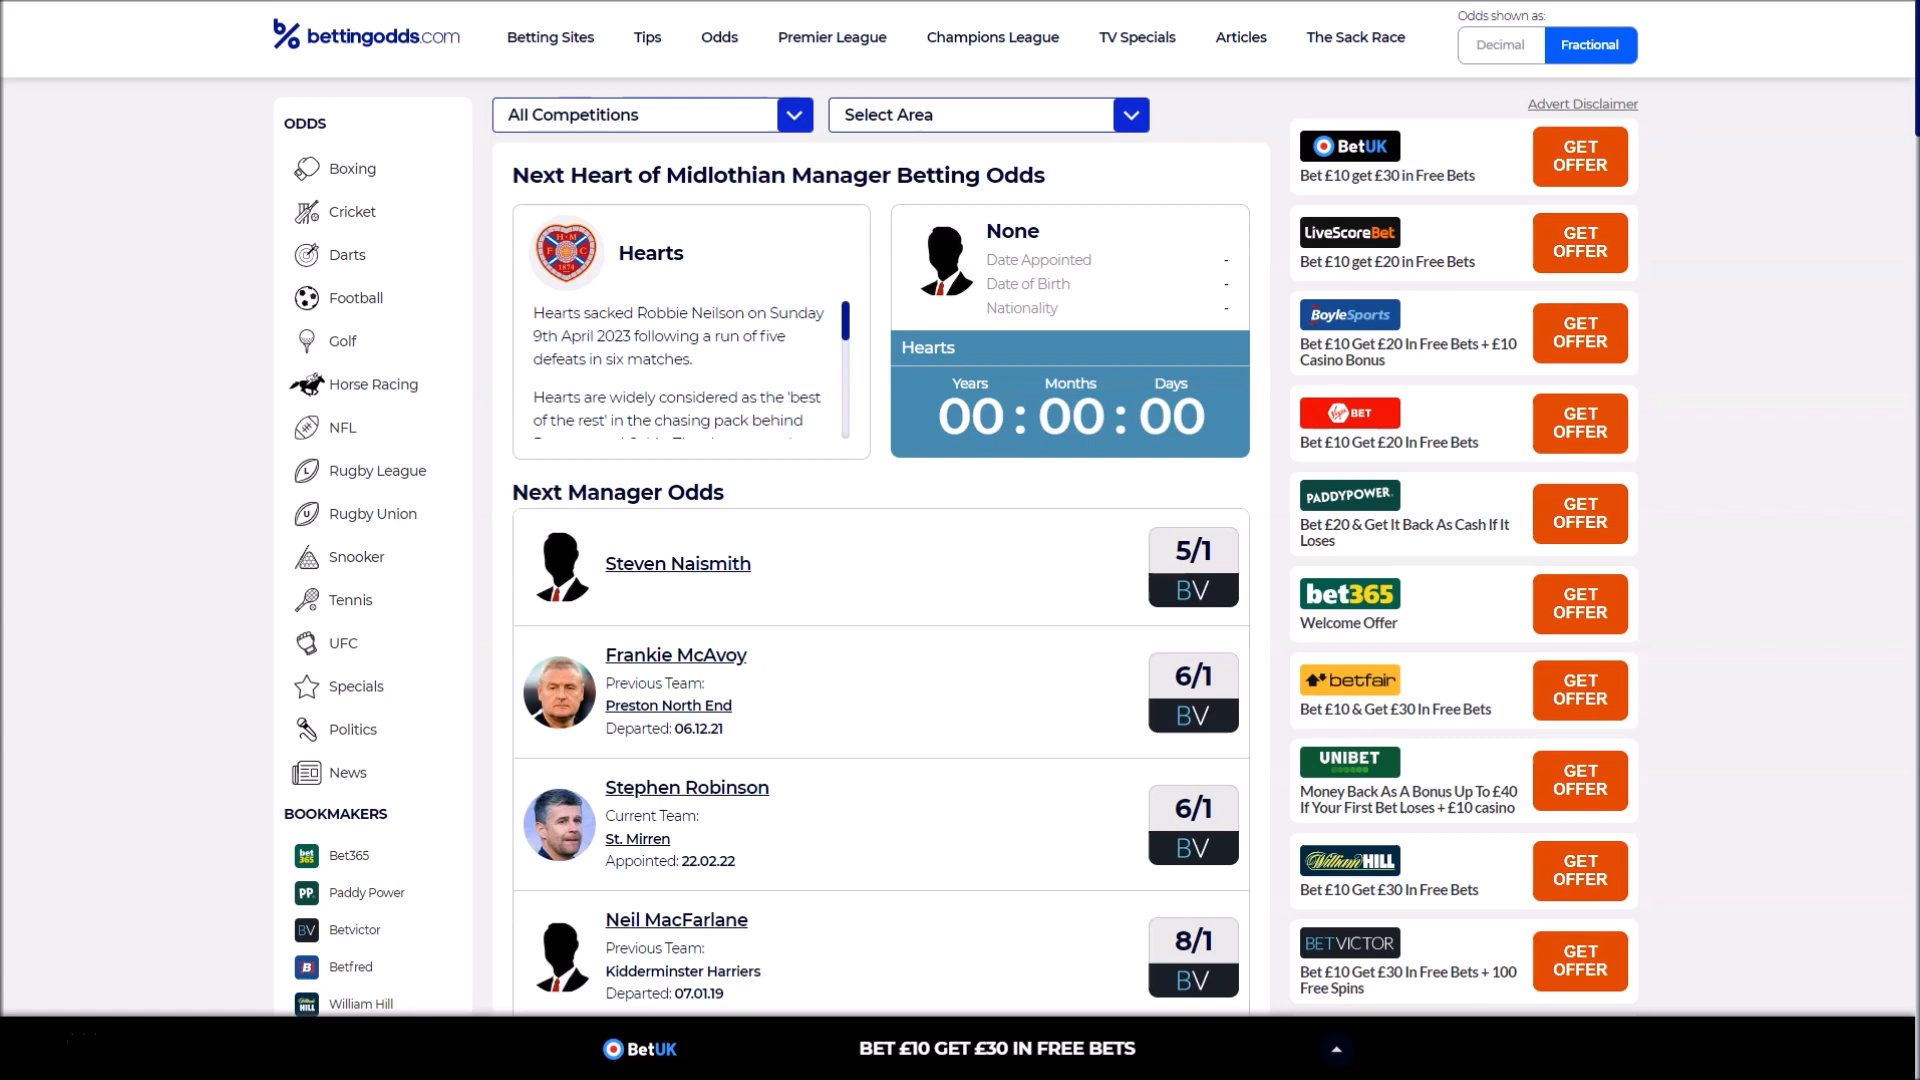 bettingodds.com
Betting Sites
Tips
Odds
Premier League
Champions League
TV Specials
Articles
The Sack Race
Odds shown as:
Decimal
Fractional
ODDS
Boxing
Cricket
Darts
Football
Golf
Horse Racing
NFL
Rugby League
Rugby Union
Snooker
Tennis
UFC
Specials
Politics
News
BOOKMAKERS
bet365
Bet365
PP.
Paddy Power
BV
Betvictor
B
Betfred
HILL
William Hill
All Competitions
Select Area
Next Heart of Midlothian Manager Betting Odds
H M
F C
1874
Hearts
Hearts sacked Robbie Neilson on Sunday
9th April 2023 following a run of five
defeats in six matches.
Hearts are widely considered as the 'best
of the rest' in the chasing pack behind
None
Date Appointed -
Date of Birth -
Nationality -
Hearts
Years Months Days
00 : 00 : 00
Next Manager Odds
Steven Naismith
5/1
BV
Frankie McAvoy
Previous Team:
Preston North End
Departed: 06.12.21
6/1
BV
Stephen Robinson
Current Team:
St. Mirren
Appointed: 22.02.22
6/1
BV
Neil MacFarlane
Previous Team:
Kidderminster Harriers
Departed: 07.01.19
8/1
BV
Advert Disclaimer
BetUK
Bet £10 get £30 in Free Bets
GET
OFFER
LiveScoreBet
Bet £10 get £20 in Free Bets
GET
OFFER
BoyleSports
Bet £10 Get £20 In Free Bets + £10
Casino Bonus
GET
OFFER
Virgin BET
Bet £10 Get £20 In Free Bets
GET
OFFER
PADDYPOWER.
Bet £20 & Get It Back As Cash If It
Loses
GET
OFFER
bet365
Welcome Offer
GET
OFFER
betfair
Bet £10 & Get £30 In Free Bets
GET
OFFER
UNIBET
Money Back As A Bonus Up To £40
If Your First Bet Loses + £10 casino
GET
OFFER
William HILL
Bet £10 Get £30 In Free Bets
GET
OFFER
BETVICTOR
Bet £10 Get £30 In Free Bets + 100
Free Spins
GET
OFFER
BetUK
BET £10 GET £30 IN FREE BETS